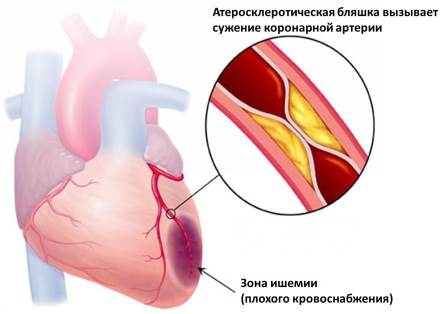 Атеросклеротическая бляшка вызывает
сужение коронарной артерии
Зона ишемии
(плохого кровоснабжения)